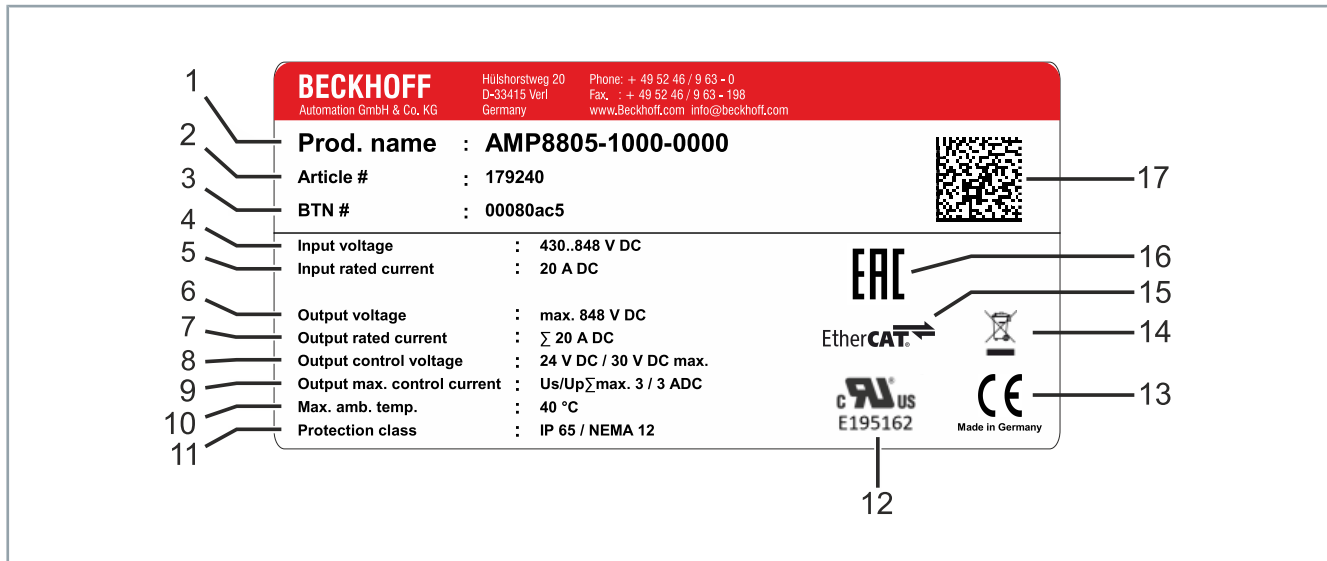 BECKHOFF
Automation GmbH & Co. KG
Hülshorstweg 20
D-33415 Verl
Germany
Phone: + 49 52 46 / 9 63 - 0
Fax. : + 49 52 46 / 9 63 - 198
www.Beckhoff.com info@beckhoff.com
1
Prod. name : AMP8805-1000-0000
2
Article # : 179240
3
BTN # : 00080ac5
17
4
Input voltage : 430..848 V DC
5
Input rated current : 20 A DC
EAC
16
6
Output voltage : max. 848 V DC
7
Output rated current : ∑ 20 A DC
8
Output control voltage : 24 V DC / 30 V DC max.
9
Output max. control current : Us/Up∑max. 3 / 3 ADC
10
Max. amb. temp. : 40 °C
11
Protection class : IP 65 / NEMA 12
EtherCAT®
15
14
c RU® US
E195162
12
CE
Made in Germany
13